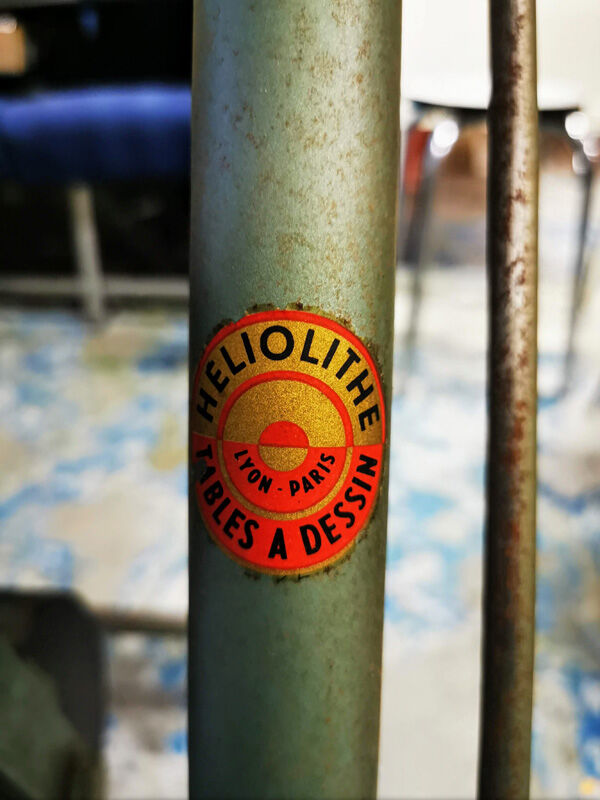 HELIOLITHE
LYON - PARIS
TABLES A DESSIN